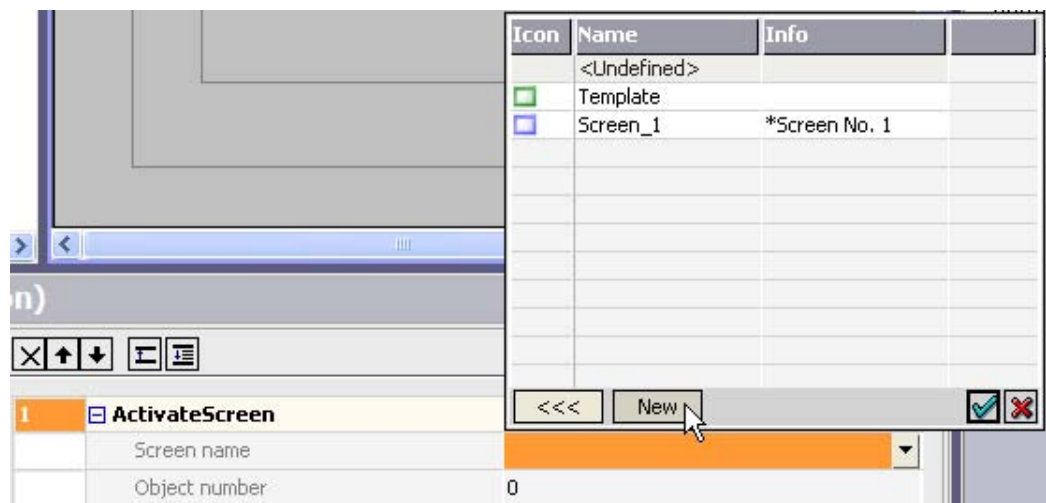 Icon Name Info
<Undefined>
Template
Screen_1 *Screen No. 1
n)
<<< New
1 ActivateScreen
Screen name
Object number 0